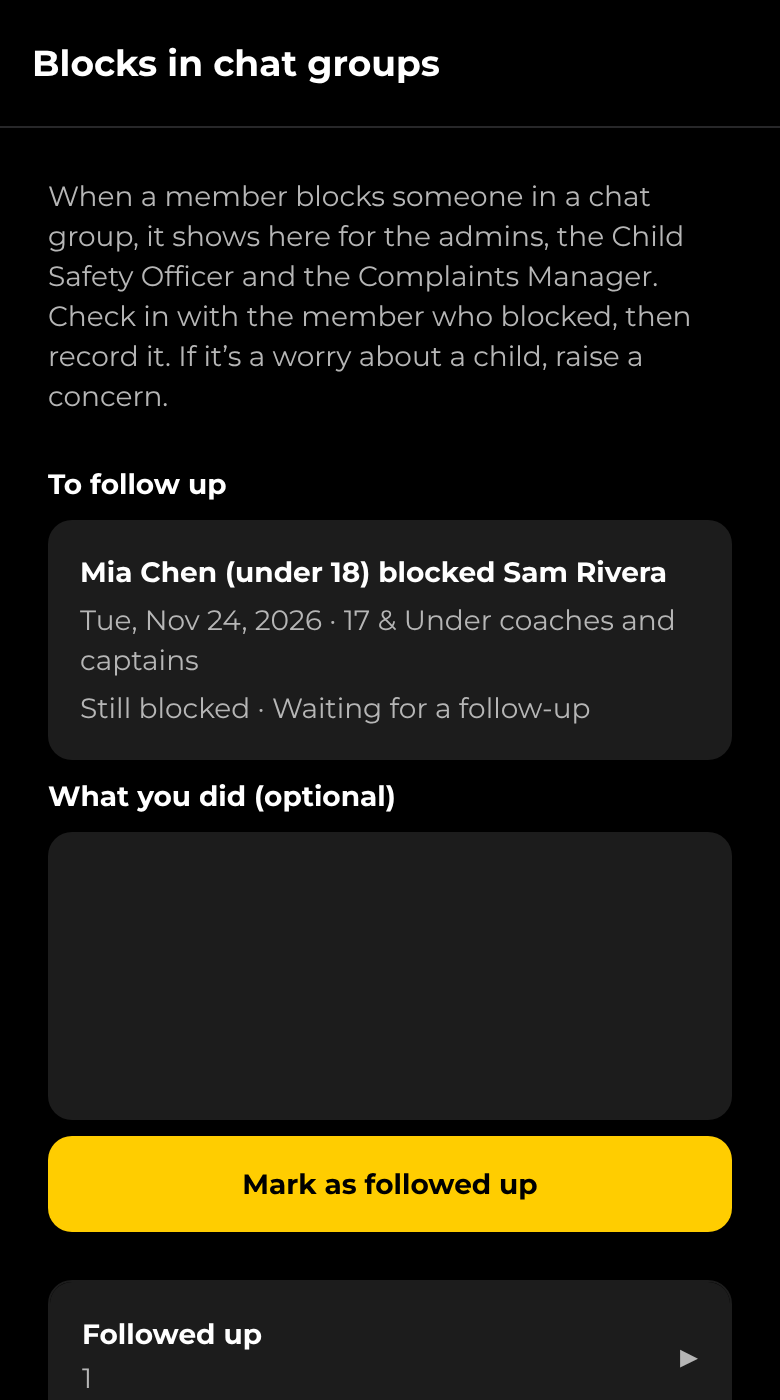 Blocks in chat groups
When a member blocks someone in a chat
group, it shows here for the admins, the Child
Safety Officer and the Complaints Manager.
Check in with the member who blocked, then
record it. If it’s a worry about a child, raise a
concern.
To follow up
Mia Chen (under 18) blocked Sam Rivera
Tue, Nov 24, 2026 · 17 & Under coaches and
captains
Still blocked · Waiting for a follow-up
What you did (optional)
Mark as followed up
Followed up
1